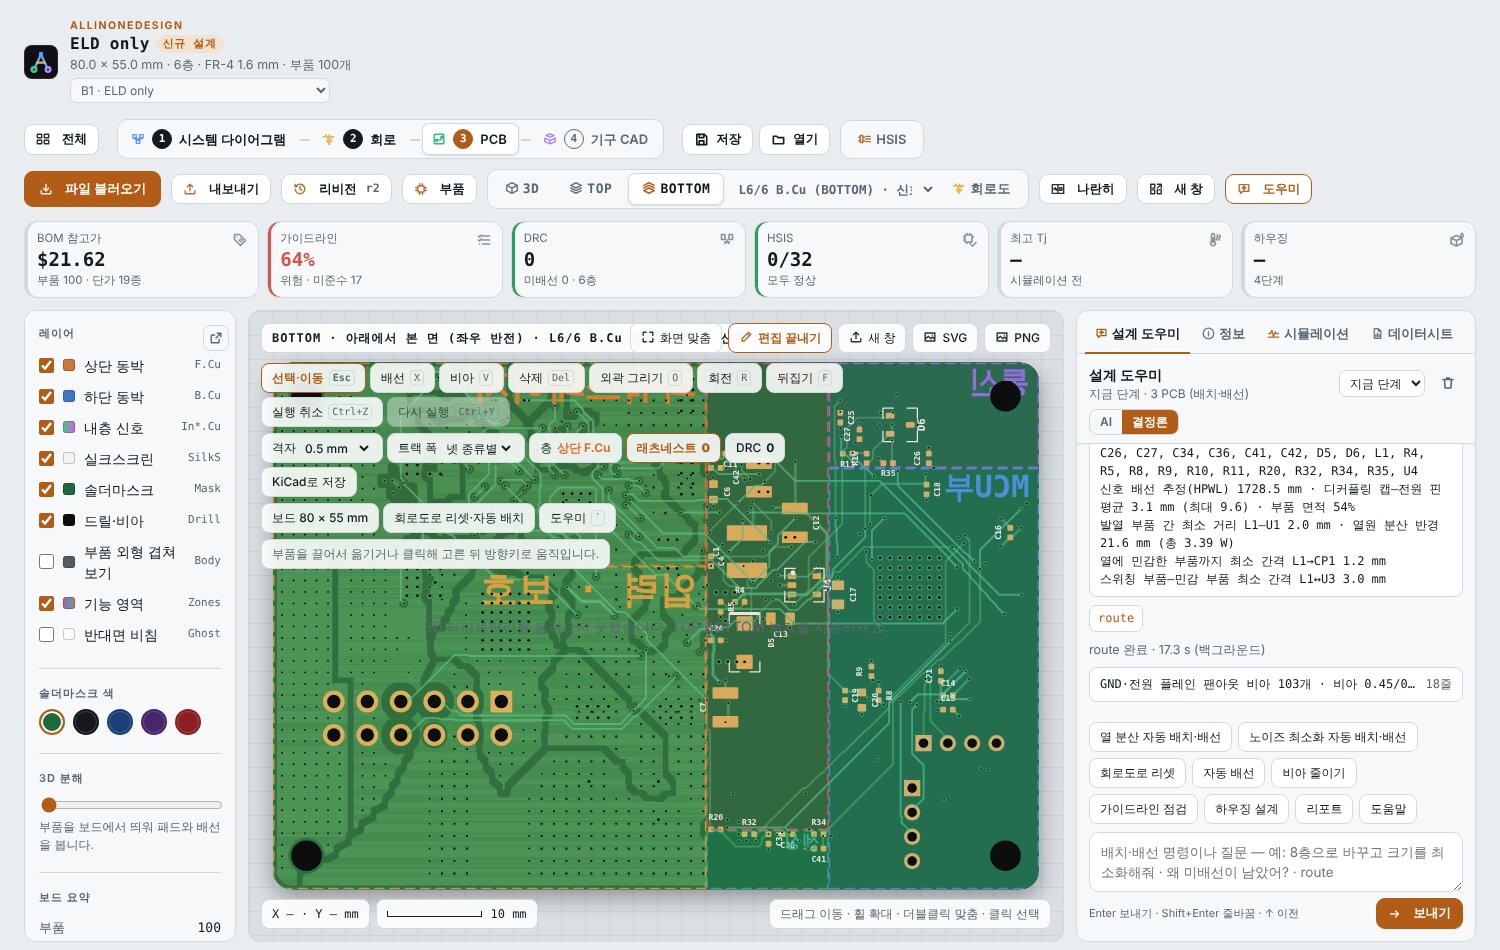 ALLINONEDESIGN
ELD only 신규 설계
80.0 × 55.0 mm · 6층 · FR-4 1.6 mm · 부품 100개
B1 · ELD only
전체
1 시스템 다이어그램 2 회로 3 PCB 4 기구 CAD
저장 열기 HSIS
파일 불러오기 내보내기 리비전 r2 부품
3D TOP BOTTOM L6/6 B.Cu (BOTTOM) · 회로도
나란히 새 창 도우미
BOM 참고가
$21.62
부품 100 · 단가 19종
가이드라인
64%
위험 · 미준수 17
DRC
0
미배선 0 · 6층
HSIS
0/32
모두 정상
최고 Tj
—
시뮬레이션 전
하우징
—
4단계
레이어
상단 동박 F.Cu
하단 동박 B.Cu
내층 신호 In*.Cu
실크스크린 SilkS
솔더마스크 Mask
드릴·비아 Drill
부품 외형 겹쳐 Body
보기
기능 영역 Zones
반대면 비침 Ghost
솔더마스크 색
3D 분해
부품을 보드에서 띄워 패드와 배선
을 봅니다.
보드 요약
부품 100
BOTTOM · 아래에서 본 면 (좌우 반전) · L6/6 B.Cu
화면 맞춤 편집 끝내기 새 창 SVG PNG
선택·이동 Esc 배선 X 비아 V 삭제 Del 외곽 그리기 O 회전 R 뒤집기 F
실행 취소 Ctrl+Z 다시 실행 Ctrl+Y
격자 0.5 mm 트랙 폭 넷 종류별 층 상단 F.Cu 래츠네스트 0 DRC 0
KiCad로 저장
보드 80 × 55 mm 회로도로 리셋·자동 배치 도우미 `
부품을 끌어서 옮기거나 클릭해 고른 뒤 방향키로 움직입니다.
MCU부
보호 · 입력
C25
C27
D6
R35
C26
C18
C16
C6
C42
C12
C17
R4
R5
C13
D5
C7
R9
C19
C20
R8
C21
C14
R20
R32
R34
C41
X — · Y — mm
10 mm
드래그 이동 · 휠 확대 · 더블클릭 맞춤 · 클릭 선택
설계 도우미 정보 시뮬레이션 데이터시트
설계 도우미
지금 단계 · 3 PCB (배치·배선)
지금 단계
AI 결정론
C26, C27, C34, C36, C41, C42, D5, D6, L1, R4,
R5, R8, R9, R10, R11, R20, R32, R34, R35, U4
신호 배선 추정(HPWL) 1728.5 mm · 디커플링 캡—전원 핀
평균 3.1 mm (최대 9.6) · 부품 면적 54%
발열 부품 간 최소 거리 L1—U1 2.0 mm · 열원 분산 반경
21.6 mm (총 3.39 W)
열에 민감한 부품까지 최소 간격 L1→CP1 1.2 mm
스위칭 부품—민감 부품 최소 간격 L1↔U3 3.0 mm
route
route 완료 · 17.3 s (백그라운드)
GND·전원 플레인 팬아웃 비아 103개 · 비아 0.45/0… 18줄
열 분산 자동 배치·배선 노이즈 최소화 자동 배치·배선
회로도로 리셋 자동 배선 비아 줄이기
가이드라인 점검 하우징 설계 리포트 도움말
배치·배선 명령이나 질문 — 예: 8층으로 바꾸고 크기를 최
소화해줘 · 왜 미배선이 남았어? · route
Enter 보내기 · Shift+Enter 줄바꿈 · ↑ 이전
보내기